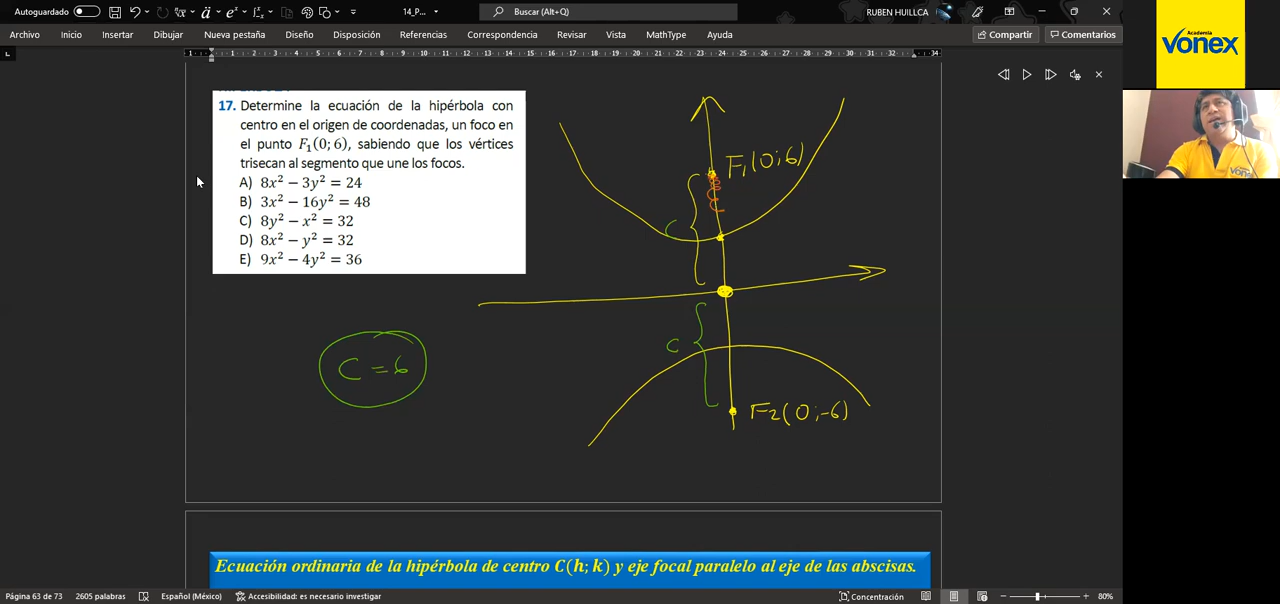 Autoguardado
14_P...
Buscar (Alt+Q)
RUBEN HUILLCA
Archivo Inicio Insertar Dibujar Nueva pestaña Diseño Disposición Referencias Correspondencia Revisar Vista MathType Ayuda
Compartir Comentarios
Academia
VONEX
17. Determine la ecuación de la hipérbola con
centro en el origen de coordenadas, un foco en
el punto F₁(0; 6), sabiendo que los vértices
trisecan al segmento que une los focos.
A) 8x² − 3y² = 24
B) 3x² − 16y² = 48
C) 8y² − x² = 32
D) 8x² − y² = 32
E) 9x² − 4y² = 36
F₁(0;6)
C
C
C = 6
F₂(0;-6)
Ecuación ordinaria de la hipérbola de centro C(h; k) y eje focal paralelo al eje de las abscisas.
Página 63 de 73 2605 palabras Español (México) Accesibilidad: es necesario investigar Concentración 80%